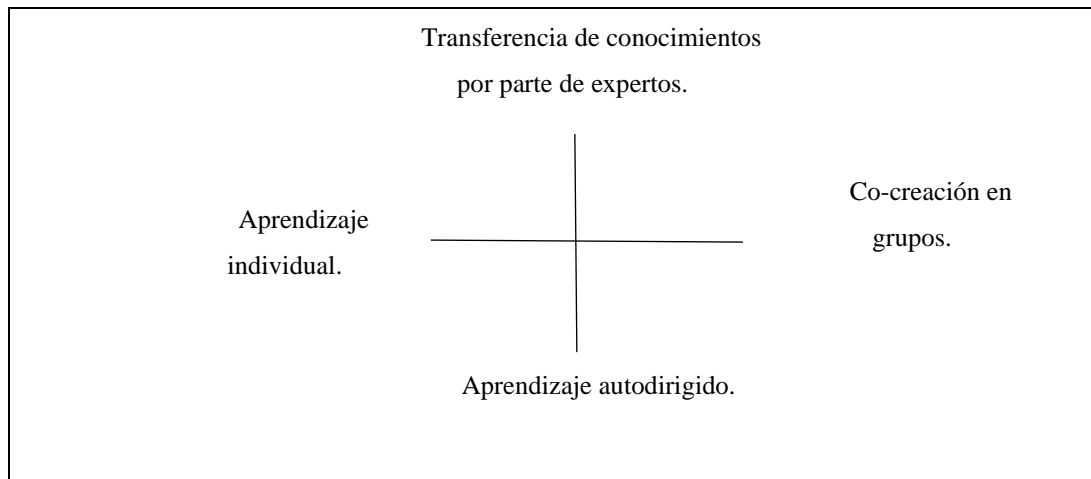 Transferencia de conocimientos
por parte de expertos.
Aprendizaje
individual.
Co-creación en
grupos.
Aprendizaje autodirigido.